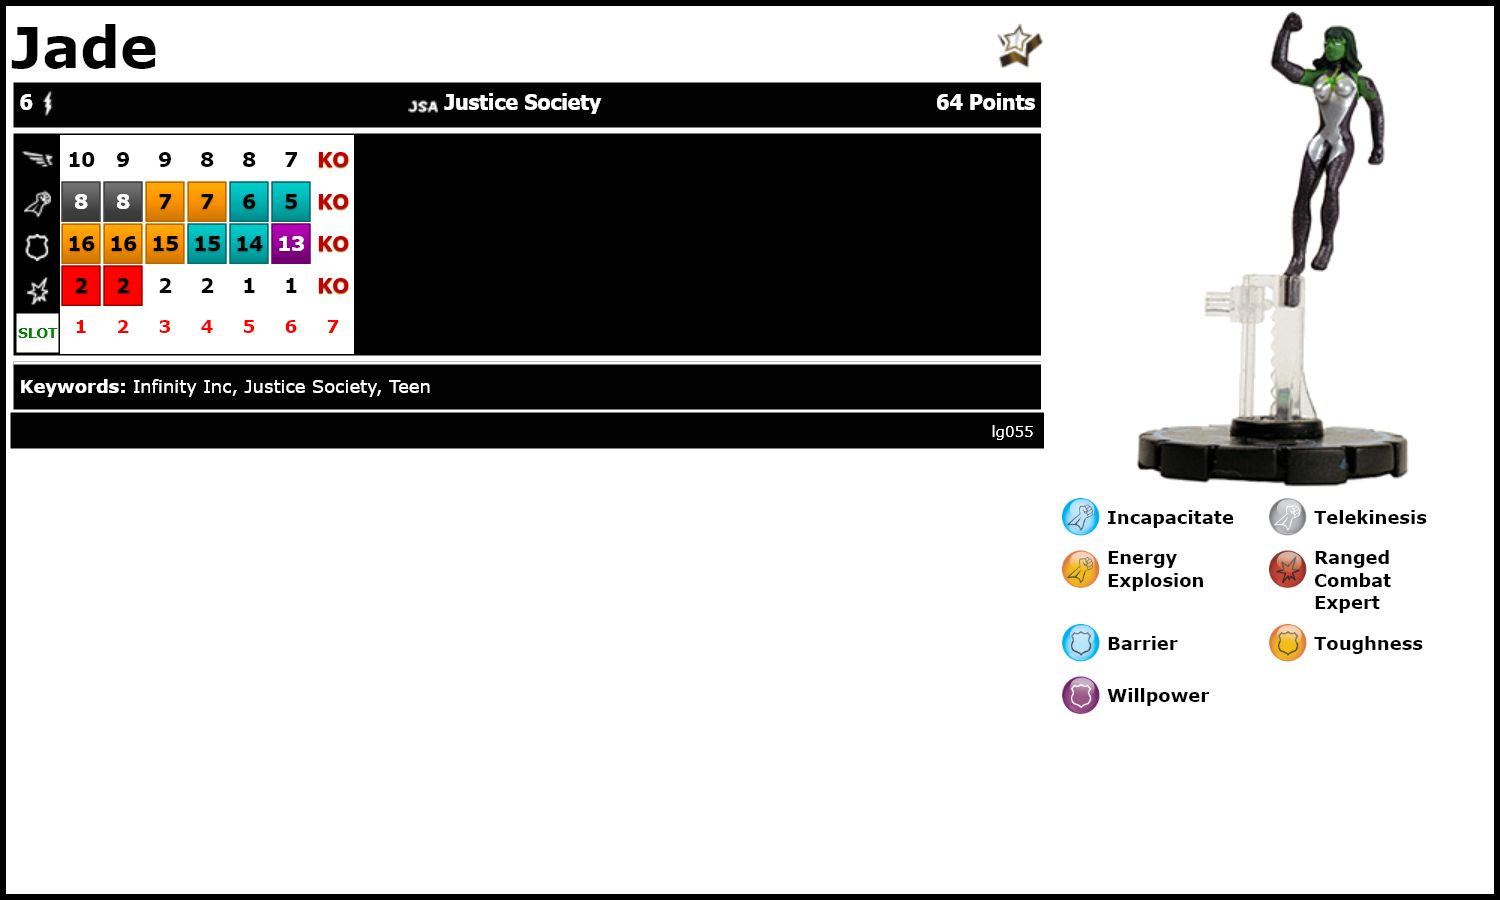 Jade
6 JSA Justice Society 64 Points
10 9 9 8 8 7 KO
8 8 7 7 6 5 KO
16 16 15 15 14 13 KO
2 2 2 2 1 1 KO
SLOT 1 2 3 4 5 6 7
Keywords: Infinity Inc, Justice Society, Teen
lg055
Incapacitate
Telekinesis
Energy
Explosion
Ranged
Combat
Expert
Barrier
Toughness
Willpower